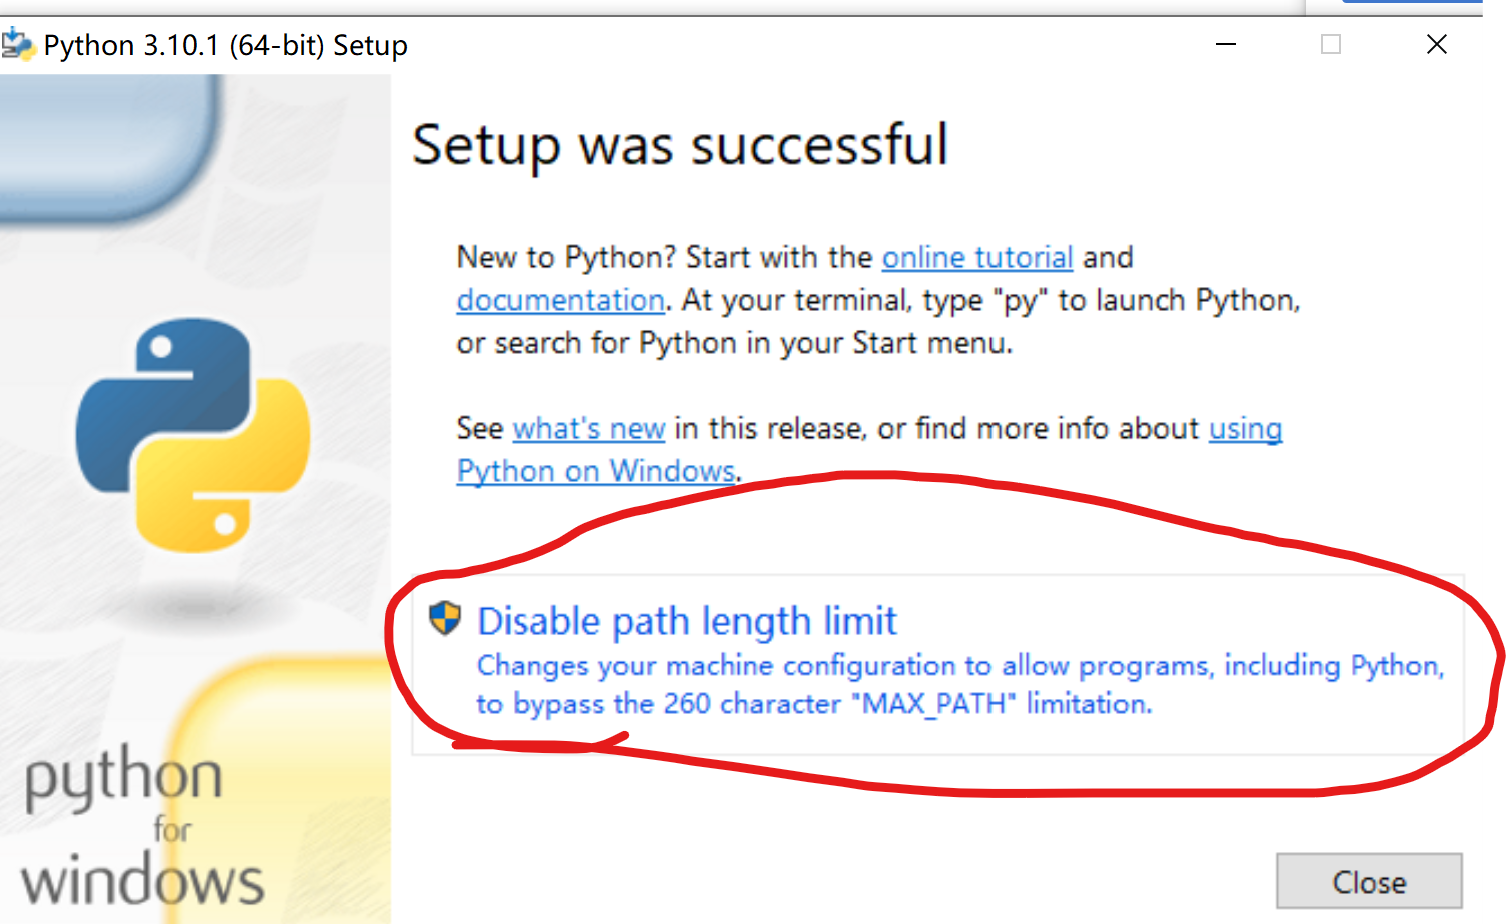 Python 3.10.1 (64-bit) Setup
Setup was successful
New to Python? Start with the online tutorial and
documentation. At your terminal, type "py" to launch Python,
or search for Python in your Start menu.
See what's new in this release, or find more info about using
Python on Windows.
Disable path length limit
Changes your machine configuration to allow programs, including Python,
to bypass the 260 character "MAX_PATH" limitation.
python
for
windows
Close